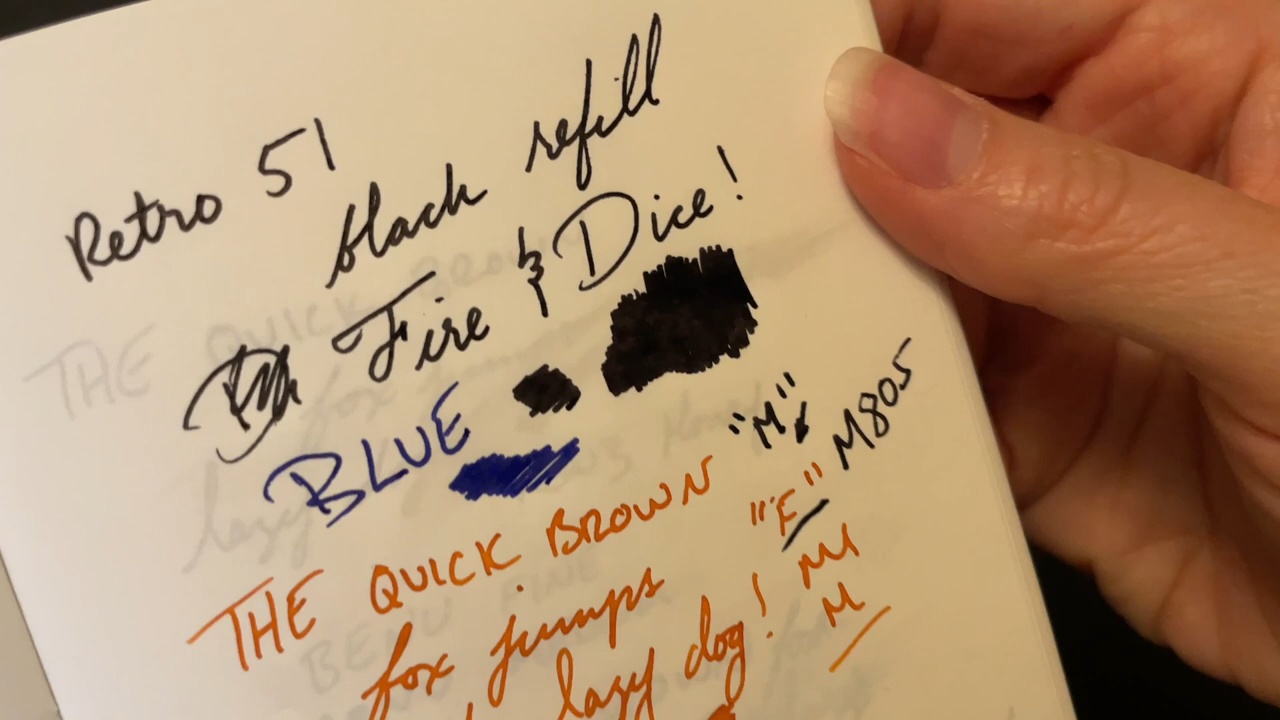 Retro 51
black refill
Fire & Dice!
BLUE
"M"
M805
THE QUICK BROWN
"F"
fox jumps
M
lazy dog!
M